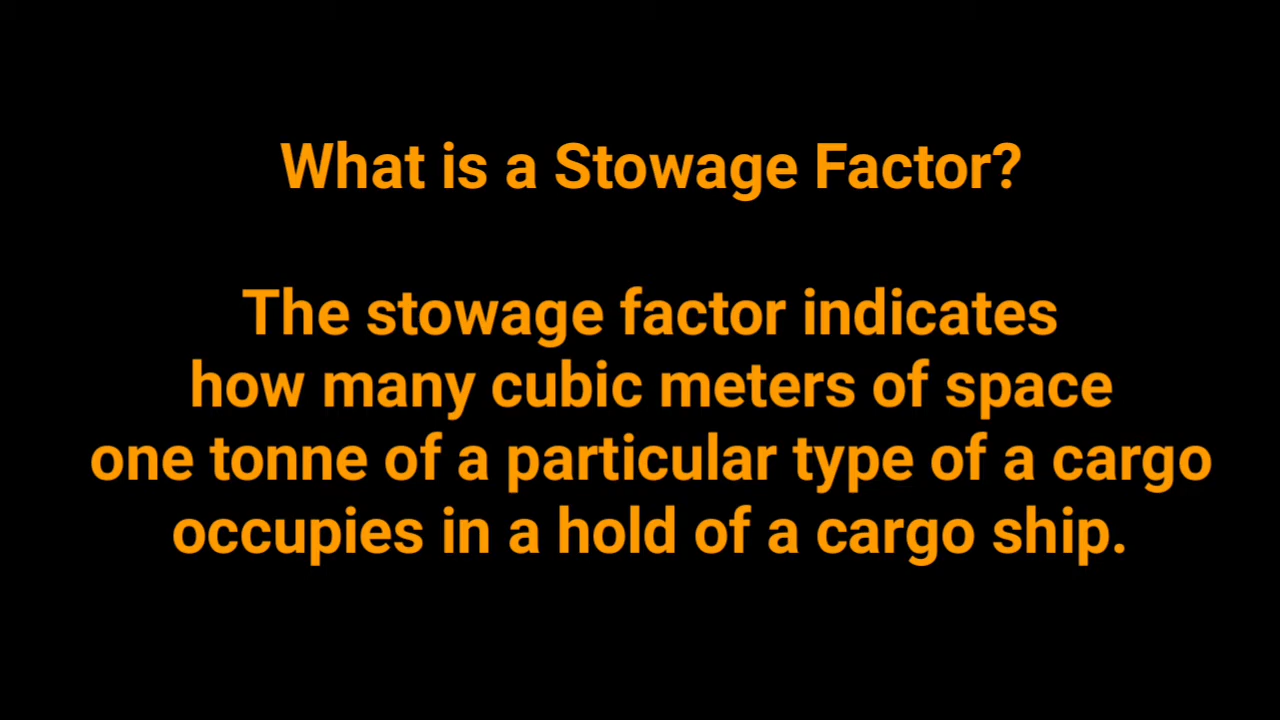 What is a Stowage Factor?
The stowage factor indicates
how many cubic meters of space
one tonne of a particular type of a cargo
occupies in a hold of a cargo ship.